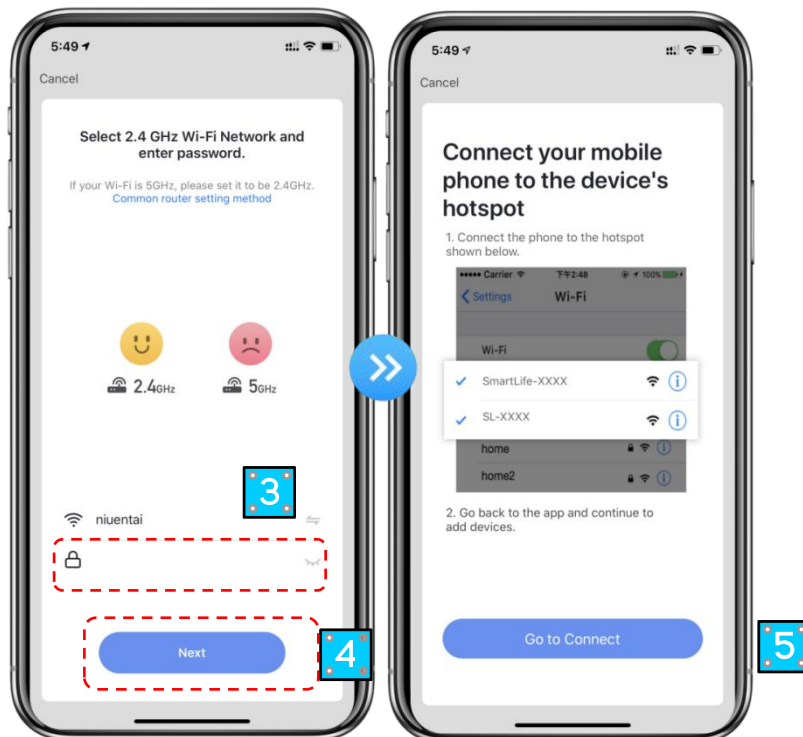 5:49
Cancel
Select 2.4 GHz Wi-Fi Network and
enter password.
If your Wi-Fi is 5GHz, please set it to be 2.4GHz.
Common router setting method
2.4GHz
5GHz
3
niuentai
Next
4
5:49
Cancel
Connect your mobile
phone to the device's
hotspot
1. Connect the phone to the hotspot
shown below.
Carrier 下午2:48 100%
Settings Wi-Fi
Wi-Fi
SmartLife-XXXX
SL-XXXX
home
home2
2. Go back to the app and continue to
add devices.
Go to Connect
5